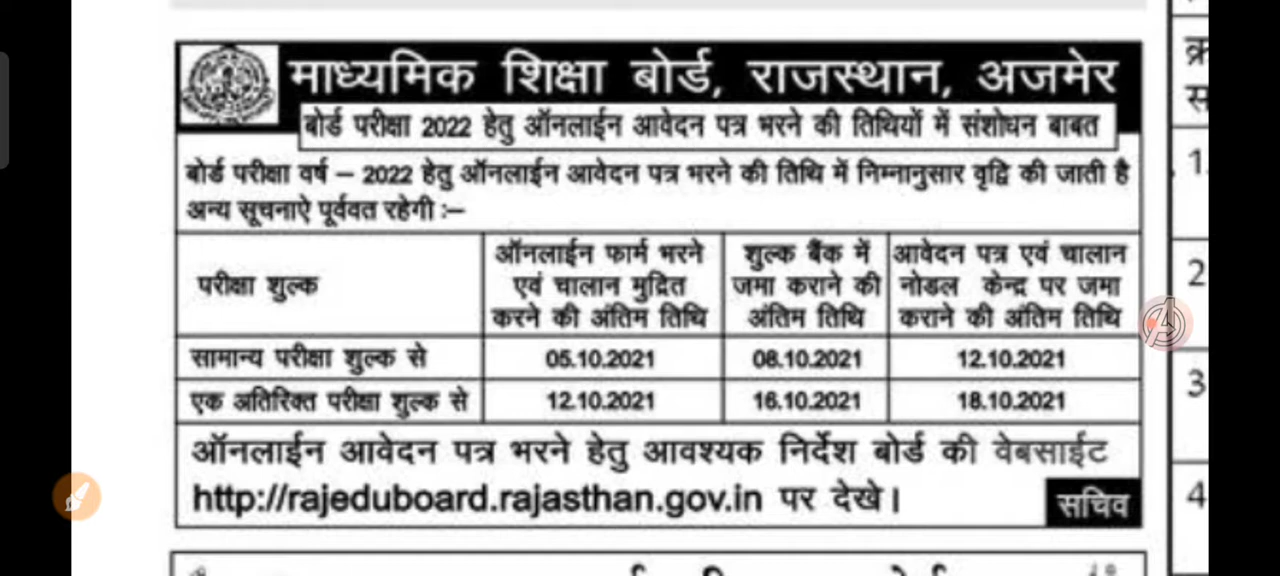 माध्यमिक शिक्षा बोर्ड, राजस्थान, अजमेर
बोर्ड परीक्षा 2022 हेतु ऑनलाईन आवेदन पत्र भरने की तिथियों में संशोधन बाबत
बोर्ड परीक्षा वर्ष – 2022 हेतु ऑनलाईन आवेदन पत्र भरने की तिथि में निम्नानुसार वृद्वि की जाती है
अन्य सूचनाऐ पूर्ववत रहेगी :–
परीक्षा शुल्क
ऑनलाईन फार्म भरने
एवं चालान मुद्रित
करने की अंतिम तिथि
शुल्क बैंक में
जमा कराने की
अंतिम तिथि
आवेदन पत्र एवं चालान
नोडल केन्द्र पर जमा
कराने की अंतिम तिथि
सामान्य परीक्षा शुल्क से 05.10.2021 08.10.2021 12.10.2021
एक अतिरिक्त परीक्षा शुल्क से 12.10.2021 16.10.2021 18.10.2021
ऑनलाईन आवेदन पत्र भरने हेतु आवश्यक निर्देश बोर्ड की वेबसाईट
http://rajeduboard.rajasthan.gov.in पर देखे।
सचिव
1
2
3
4